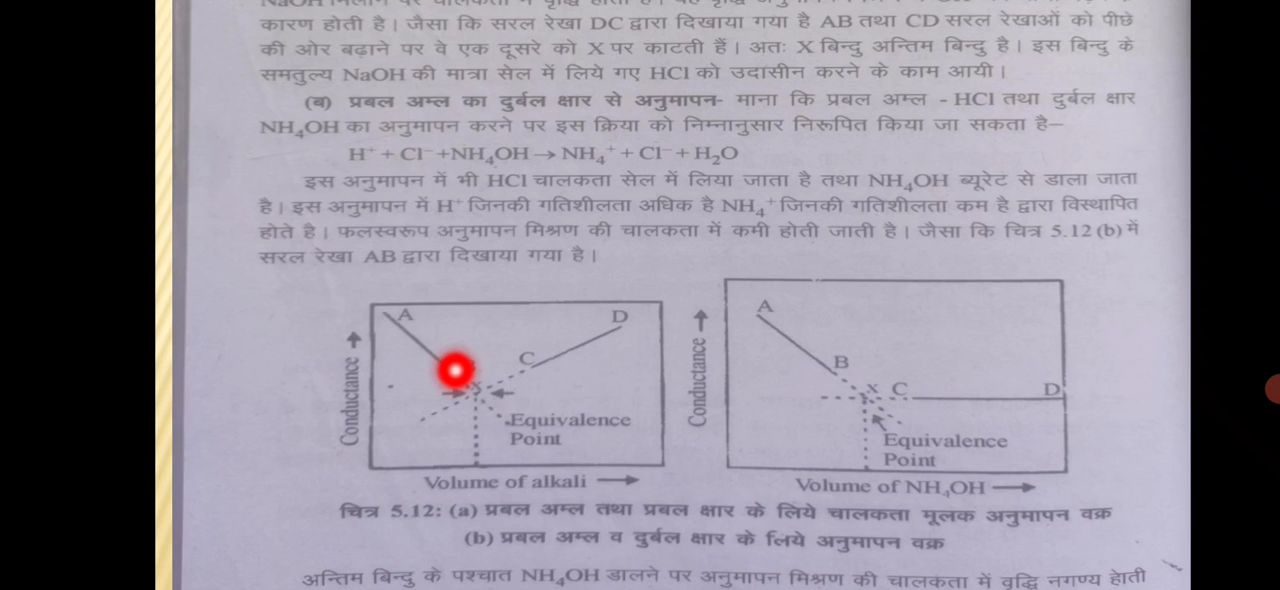 कारण होती है। जैसा कि सरल रेखा DC द्वारा दिखाया गया है AB तथा CD सरल रेखाओं को पीछे
की ओर बढ़ाने पर वे एक दूसरे को X पर काटती हैं। अतः X बिन्दु अन्तिम बिन्दु है। इस बिन्दु के
समतुल्य NaOH की मात्रा सेल में लिये गए HCl को उदासीन करने के काम आयी।
(ब) प्रबल अम्ल का दुर्बल क्षार से अनुमापन- माना कि प्रबल अम्ल - HCl तथा दुर्बल क्षार
NH₄OH का अनुमापन करने पर इस क्रिया को निम्नानुसार निरूपित किया जा सकता है–
H⁺ + Cl⁻ +NH₄OH → NH₄⁺ + Cl⁻ + H₂O
इस अनुमापन में भी HCl चालकता सेल में लिया जाता है तथा NH₄OH ब्यूरेट से डाला जाता
है। इस अनुमापन में H⁺ जिनकी गतिशीलता अधिक है NH₄⁺ जिनकी गतिशीलता कम है द्वारा विस्थापित
होते है। फलस्वरूप अनुमापन मिश्रण की चालकता में कमी होती जाती है। जैसा कि चित्र 5.12 (b) में
सरल रेखा AB द्वारा दिखाया गया है।
A
D
C
x
Conductance
Equivalence
Point
Volume of alkali
A
B
x C
D
Conductance
Equivalence
Point
Volume of NH₄OH
चित्र 5.12: (a) प्रबल अम्ल तथा प्रबल क्षार के लिये चालकता मूलक अनुमापन वक्र
(b) प्रबल अम्ल व दुर्बल क्षार के लिये अनुमापन वक्र
अन्तिम बिन्दु के पश्चात NH₄OH डालने पर अनुमापन मिश्रण की चालकता में वृद्धि नगण्य होती